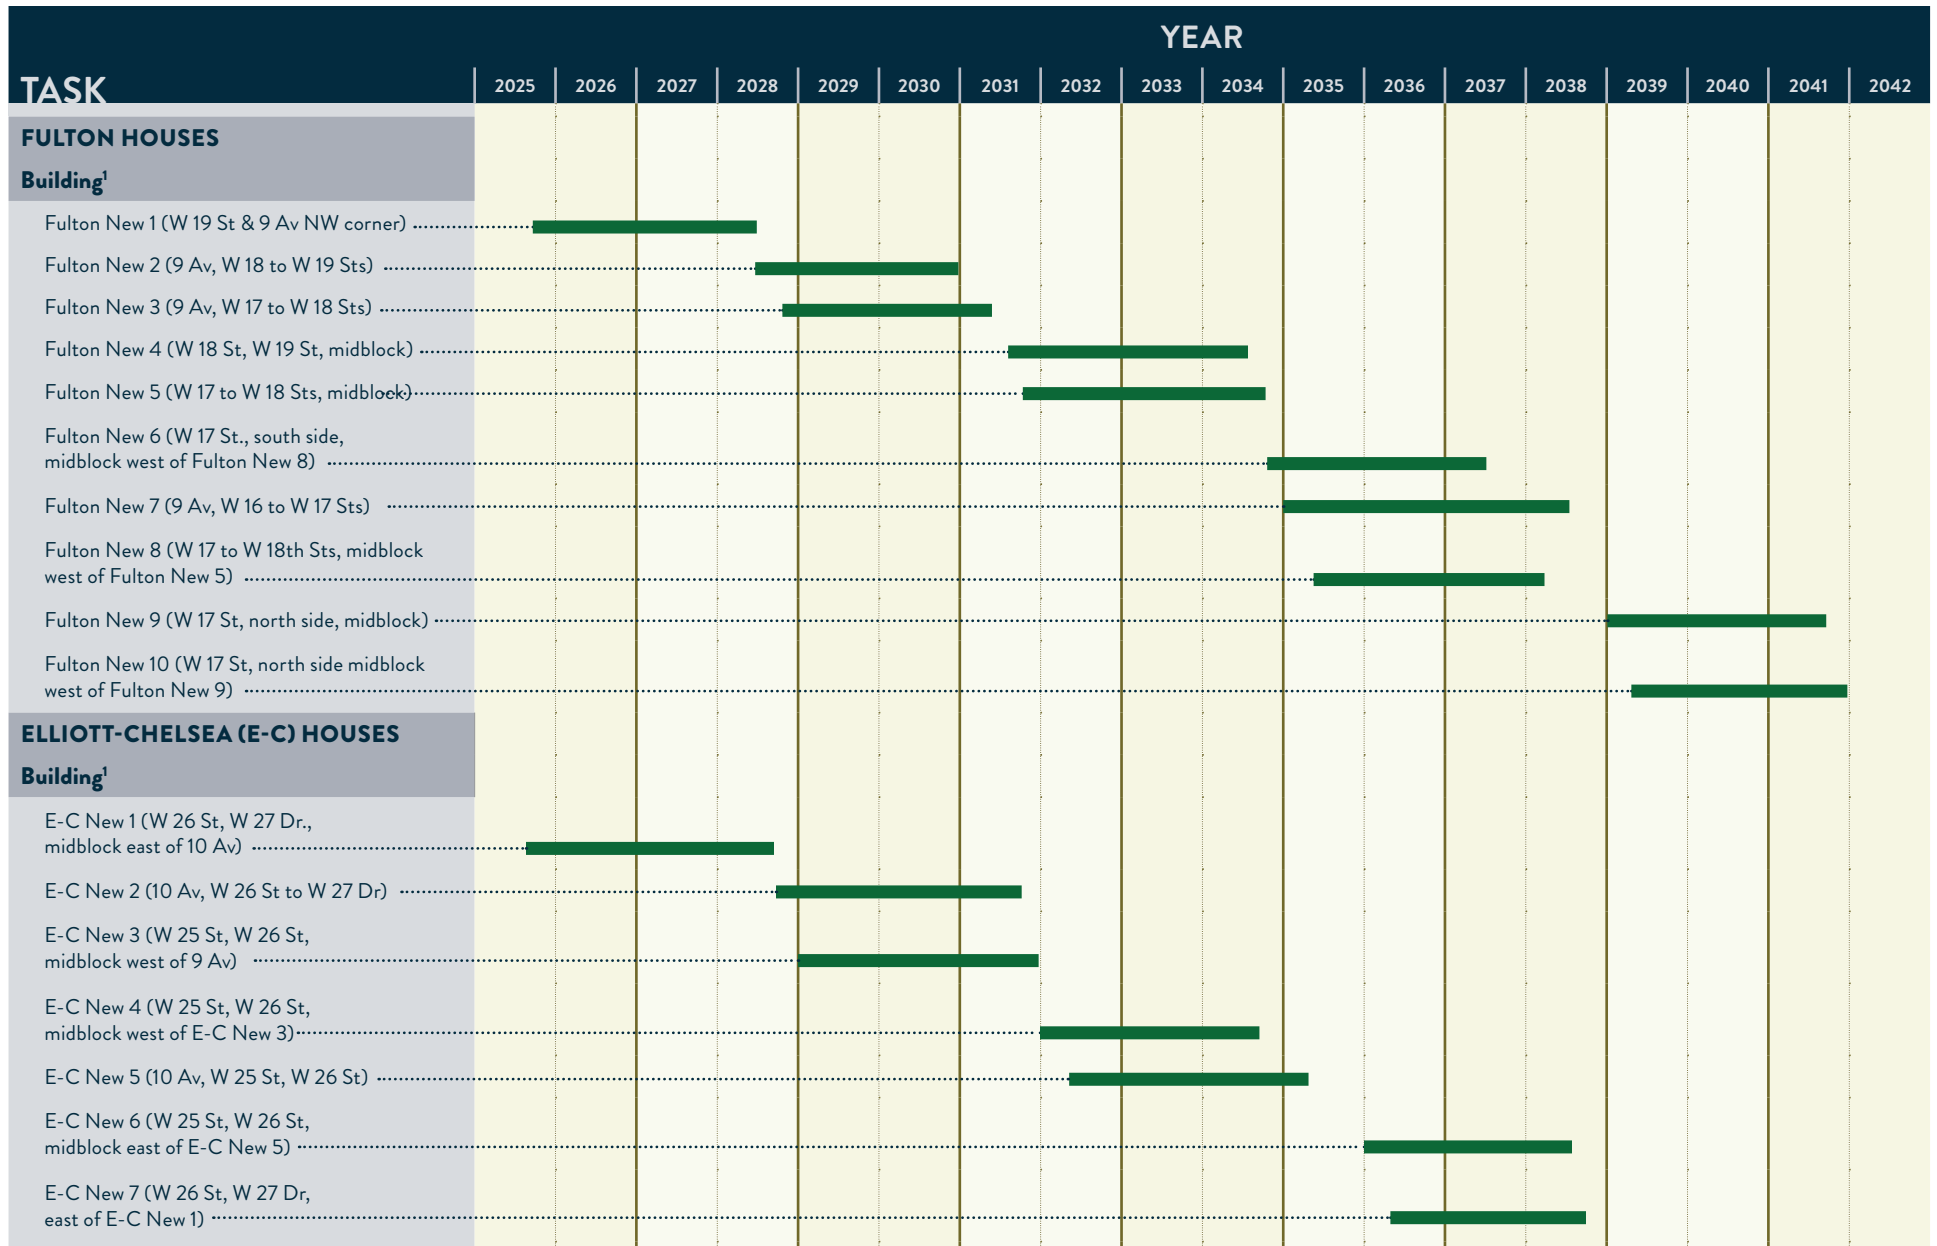 YEAR
TASK
2025 2026 2027 2028 2029 2030 2031 2032 2033 2034 2035 2036 2037 2038 2039 2040 2041 2042
FULTON HOUSES
Building¹
Fulton New 1 (W 19 St & 9 Av NW corner)
Fulton New 2 (9 Av, W 18 to W 19 Sts)
Fulton New 3 (9 Av, W 17 to W 18 Sts)
Fulton New 4 (W 18 St, W 19 St, midblock)
Fulton New 5 (W 17 to W 18 Sts, midblock)
Fulton New 6 (W 17 St., south side,
midblock west of Fulton New 8)
Fulton New 7 (9 Av, W 16 to W 17 Sts)
Fulton New 8 (W 17 to W 18th Sts, midblock
west of Fulton New 5)
Fulton New 9 (W 17 St, north side, midblock)
Fulton New 10 (W 17 St, north side midblock
west of Fulton New 9)
ELLIOTT-CHELSEA (E-C) HOUSES
Building¹
E-C New 1 (W 26 St, W 27 Dr.,
midblock east of 10 Av)
E-C New 2 (10 Av, W 26 St to W 27 Dr)
E-C New 3 (W 25 St, W 26 St,
midblock west of 9 Av)
E-C New 4 (W 25 St, W 26 St,
midblock west of E-C New 3)
E-C New 5 (10 Av, W 25 St, W 26 St)
E-C New 6 (W 25 St, W 26 St,
midblock east of E-C New 5)
E-C New 7 (W 26 St, W 27 Dr,
east of E-C New 1)